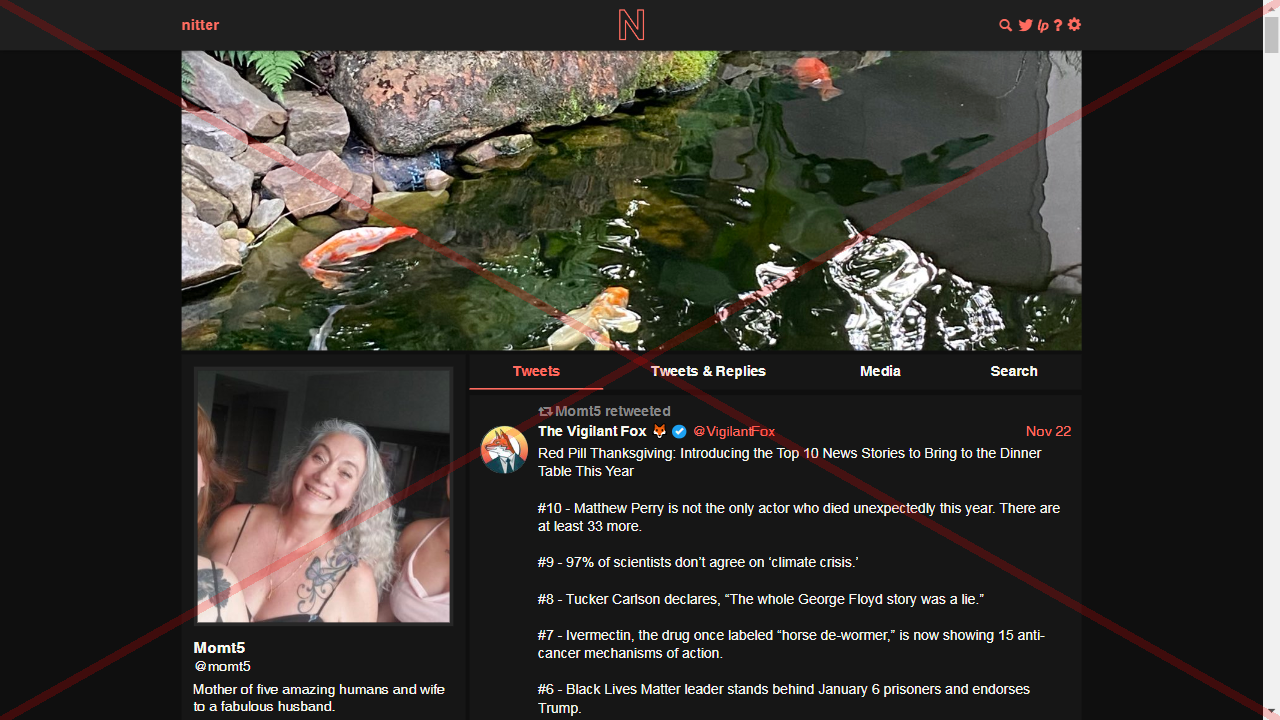 nitter
N
lp ?
Tweets
Tweets & Replies
Media
Search
Momt5 retweeted
The Vigilant Fox 🦊 @VigilantFox Nov 22
Red Pill Thanksgiving: Introducing the Top 10 News Stories to Bring to the Dinner
Table This Year
#10 - Matthew Perry is not the only actor who died unexpectedly this year. There are
at least 33 more.
#9 - 97% of scientists don’t agree on ‘climate crisis.’
#8 - Tucker Carlson declares, “The whole George Floyd story was a lie.”
#7 - Ivermectin, the drug once labeled “horse de-wormer,” is now showing 15 anti-
cancer mechanisms of action.
#6 - Black Lives Matter leader stands behind January 6 prisoners and endorses
Trump.
Momt5
@momt5
Mother of five amazing humans and wife
to a fabulous husband.